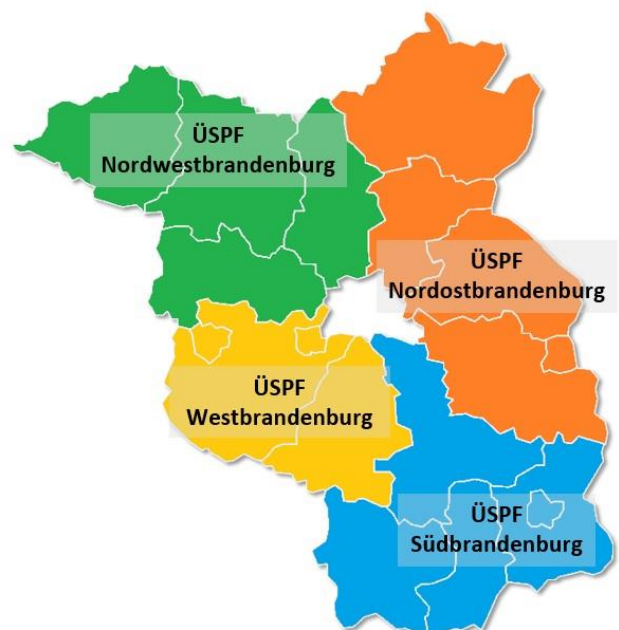 ÜSPF
Nordwestbrandenburg
ÜSPF
Nordostbrandenburg
ÜSPF
Westbrandenburg
ÜSPF
Südbrandenburg